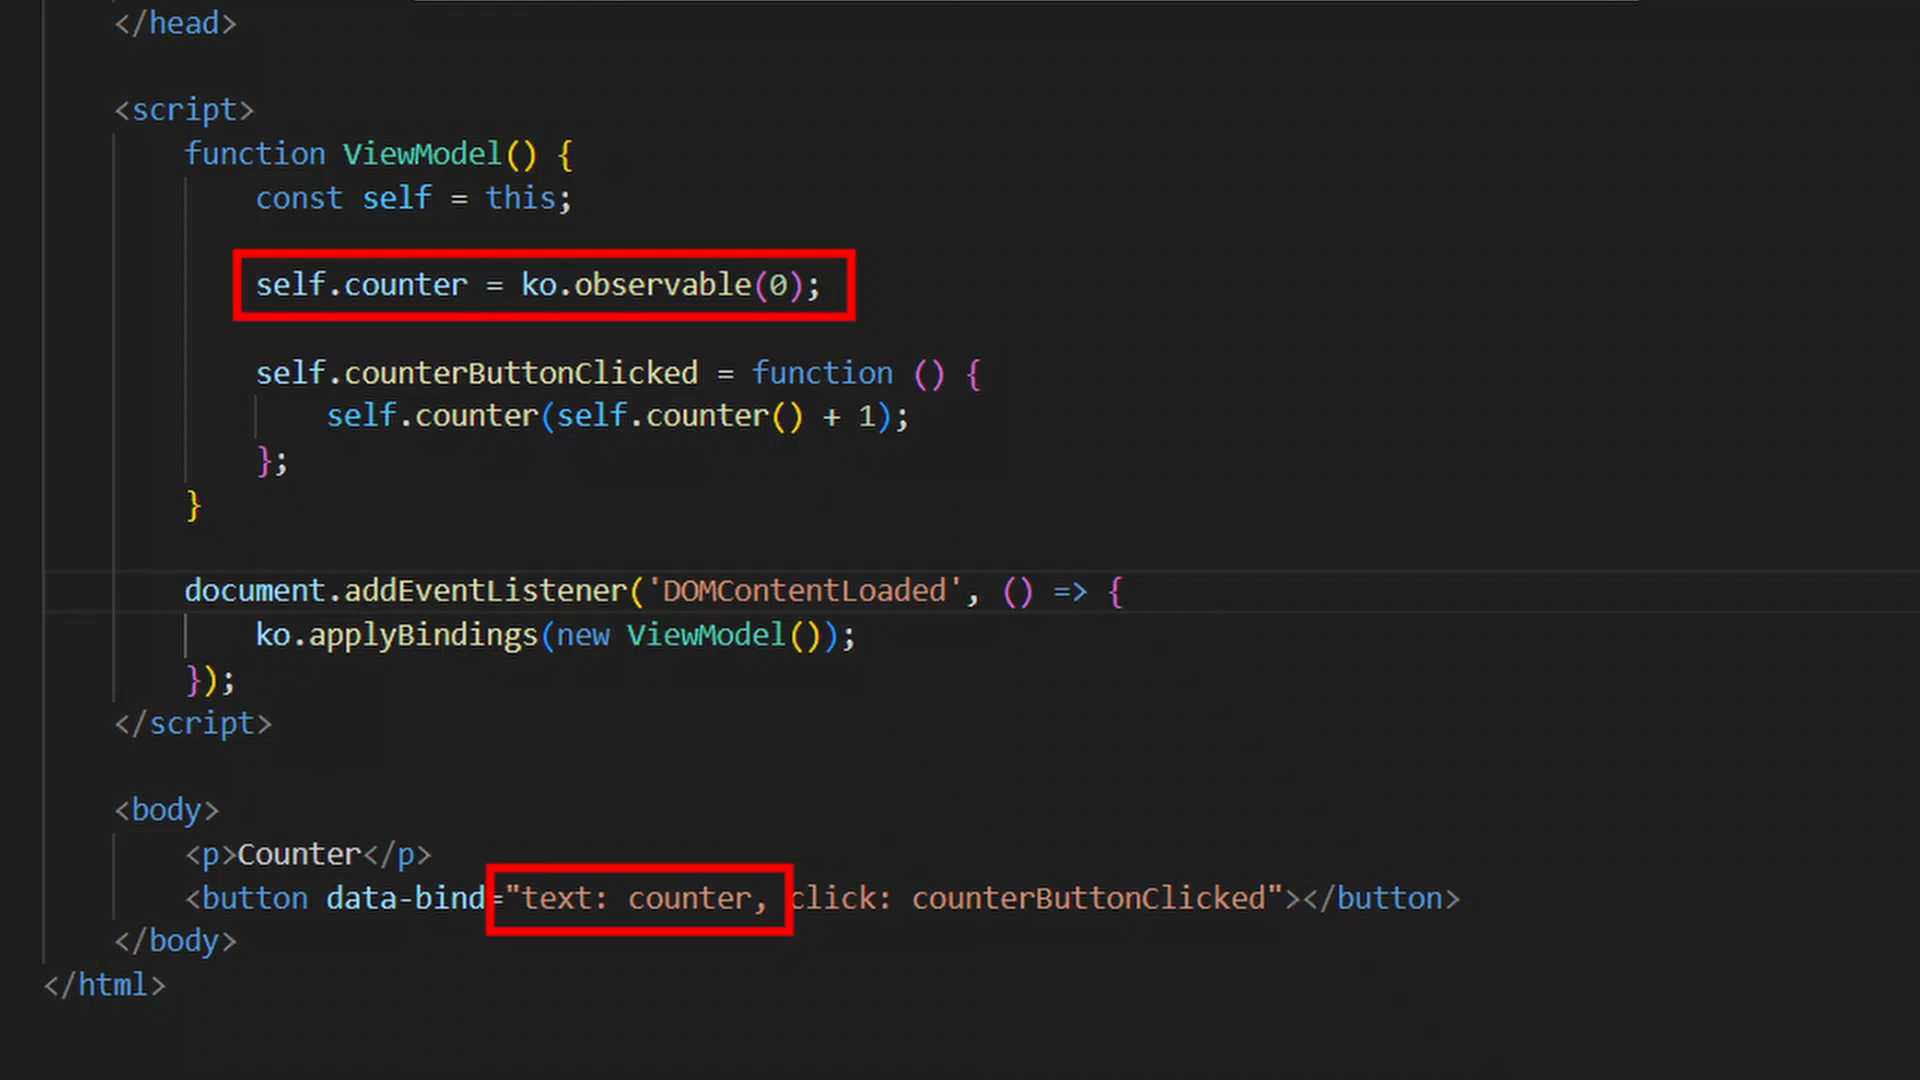 </head>
<script>
function ViewModel() {
const self = this;
self.counter = ko.observable(0);
self.counterButtonClicked = function () {
self.counter(self.counter() + 1);
};
}
document.addEventListener('DOMContentLoaded', () => {
ko.applyBindings(new ViewModel());
});
</script>
<body>
<p>Counter</p>
<button data-bind="text: counter, click: counterButtonClicked"></button>
</body>
</html>